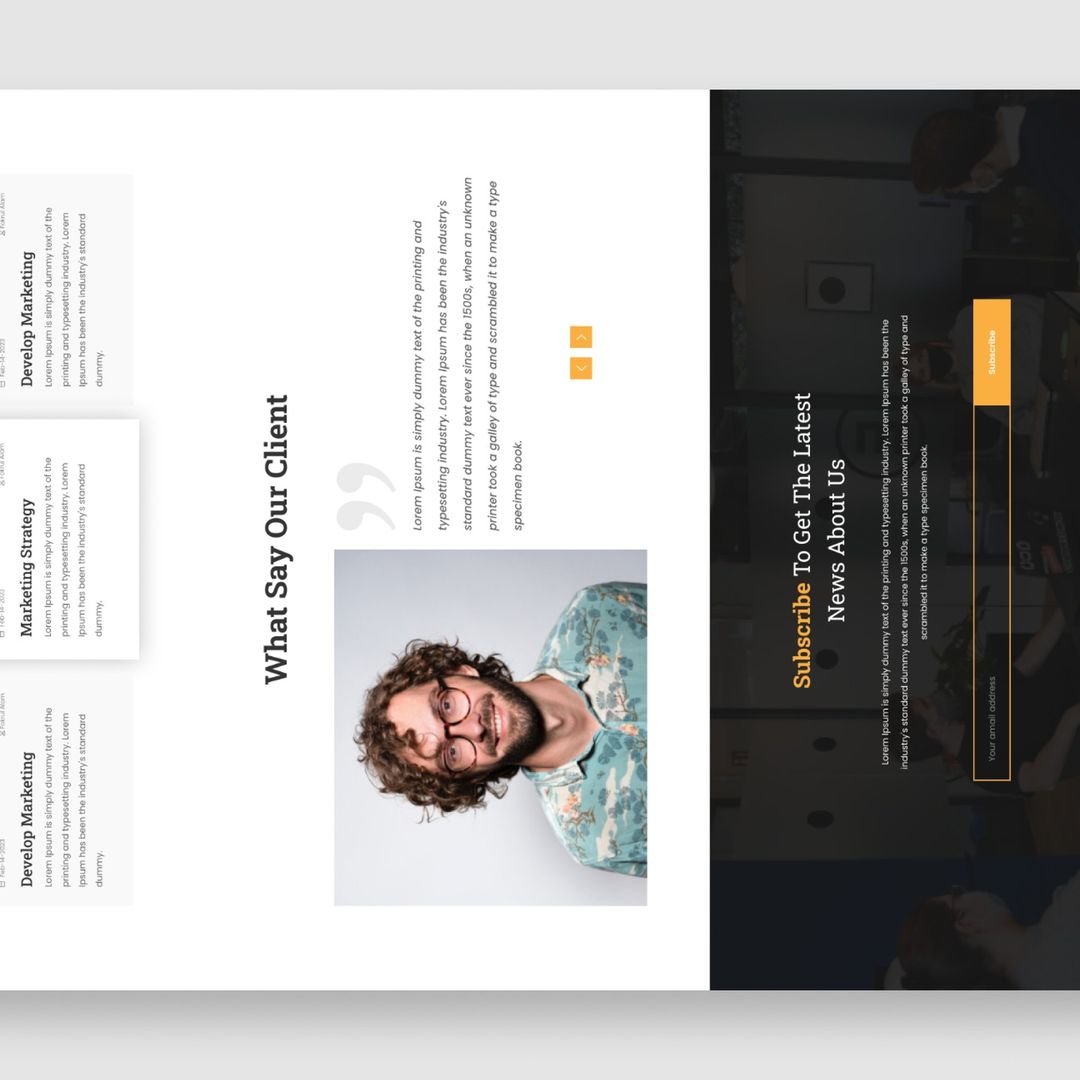 Feb-14-2023 Fokrul Alom
Feb-14-2023 Fokrul Alom
Feb-14-2023 Fokrul Alom
Develop Marketing
Lorem Ipsum is simply dummy text of the
printing and typesetting industry. Lorem
Ipsum has been the industry's standard
dummy.
Marketing Strategy
Lorem Ipsum is simply dummy text of the
printing and typesetting industry. Lorem
Ipsum has been the industry's standard
dummy.
Develop Marketing
Lorem Ipsum is simply dummy text of the
printing and typesetting industry. Lorem
Ipsum has been the industry's standard
dummy.
What Say Our Client
Lorem Ipsum is simply dummy text of the printing and
typesetting industry. Lorem Ipsum has been the industry's
standard dummy text ever since the 1500s, when an unknown
printer took a galley of type and scrambled it to make a type
specimen book.
Subscribe To Get The Latest
News About Us
Lorem Ipsum is simply dummy text of the printing and typesetting industry. Lorem Ipsum has been the
industry's standard dummy text ever since the 1500s, when an unknown printer took a galley of type and
scrambled it to make a type specimen book.
Your amail address
Subscribe